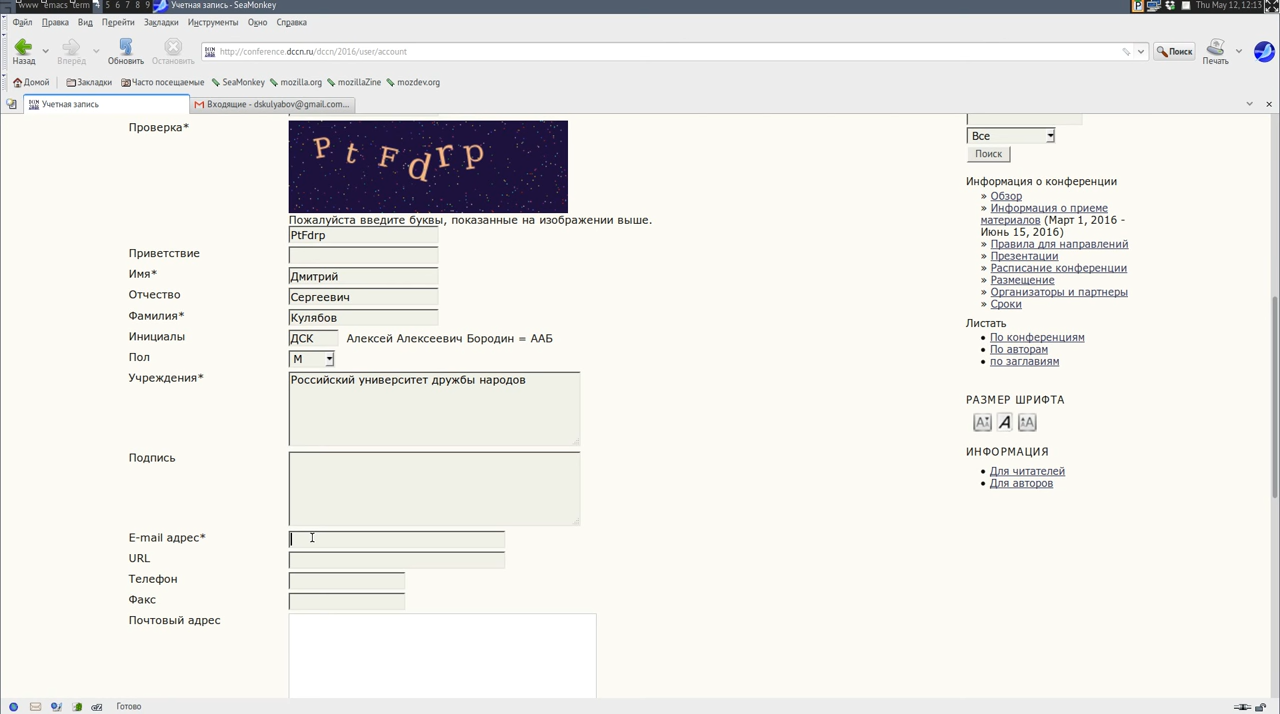 www emacs term 4 5 6 7 8 9 Учетная запись - SeaMonkey Thu May 12, 12:13
Файл Правка Вид Перейти Закладки Инструменты Окно Справка
Назад Вперёд Обновить Остановить http://conference.dccn.ru/dccn/2016/user/account Поиск Печать
Домой Закладки Часто посещаемые SeaMonkey mozilla.org mozillaZine mozdev.org
Учетная запись Входящие - dskulyabov@gmail.com...
Проверка*
PtFdrp
Пожалуйста введите буквы, показанные на изображении выше.
PtFdrp
Приветствие
Имя* Дмитрий
Отчество Сергеевич
Фамилия* Кулябов
Инициалы ДСК Алексей Алексеевич Бородин = ААБ
Пол М
Учреждения* Российский университет дружбы народов
Подпись
E-mail адрес*
URL
Телефон
Факс
Почтовый адрес
Все
Поиск
Информация о конференции
» Обзор
» Информация о приеме
материалов (Март 1, 2016 -
Июнь 15, 2016)
» Правила для направлений
» Презентации
» Расписание конференции
» Размещение
» Организаторы и партнеры
» Сроки
Листать
• По конференциям
• По авторам
• по заглавиям
РАЗМЕР ШРИФТА
A A A
ИНФОРМАЦИЯ
• Для читателей
• Для авторов
Готово